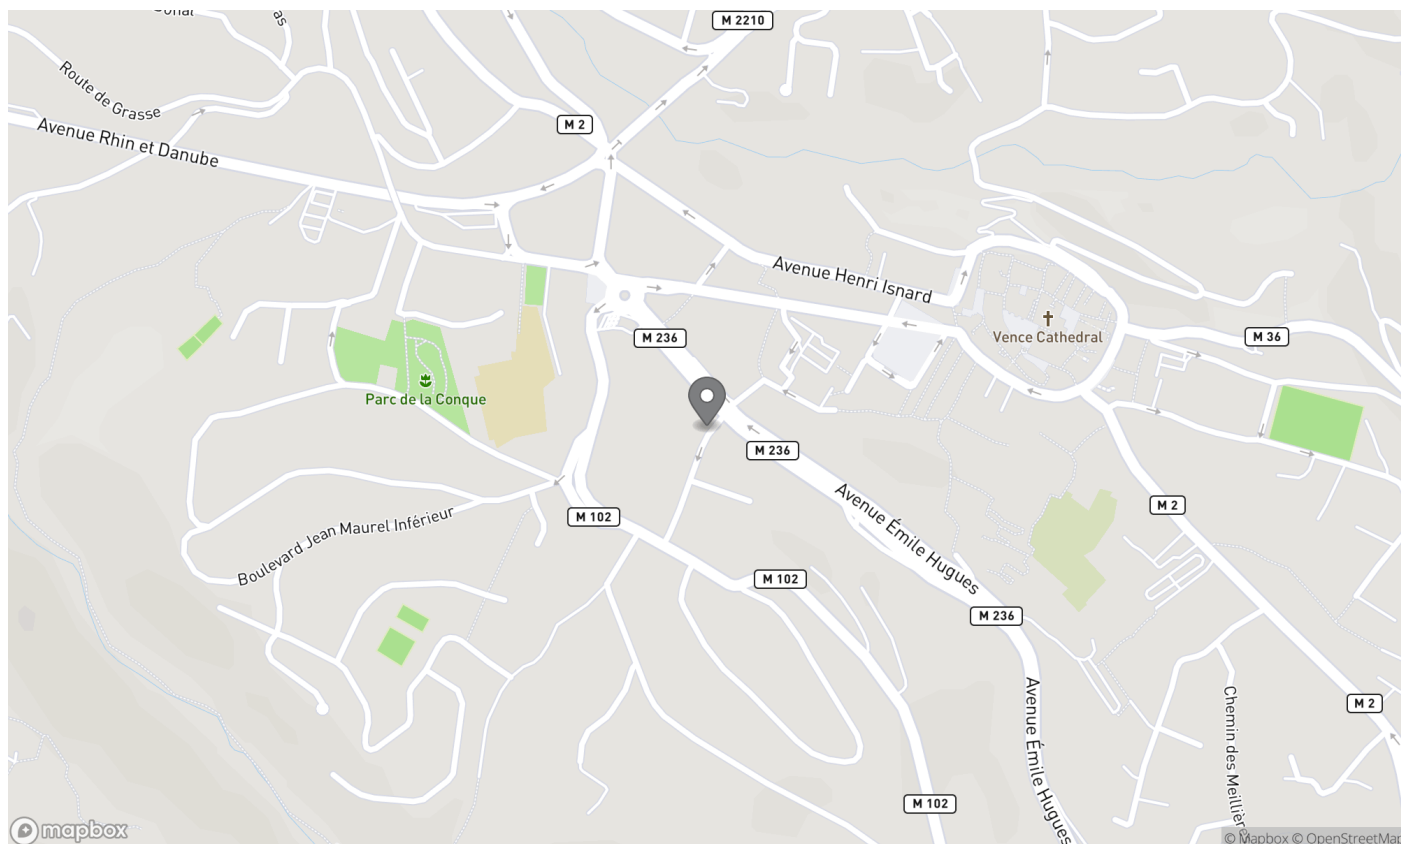 M 2210
Route de Grasse
M 2
Avenue Rhin et Danube
Avenue Henri Isnard
M 236
Vence Cathedral
M 36
Parc de la Conque
M 236
Avenue Émile Hugues
M 2
M 102
Boulevard Jean Maurel Inférieur
M 102
M 236
Avenue Émile Hugues
Chemin des Meillière
M 2
M 102
mapbox
© Mapbox © OpenStreetMap